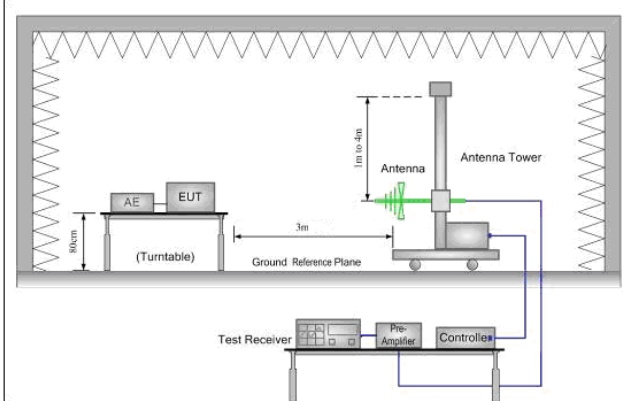 1m to 4m
Antenna
Antenna Tower
AE
EUT
80cm
3m
(Turntable)
Ground Reference Plane
Test Receiver
Pre-
Amplifier
Controller